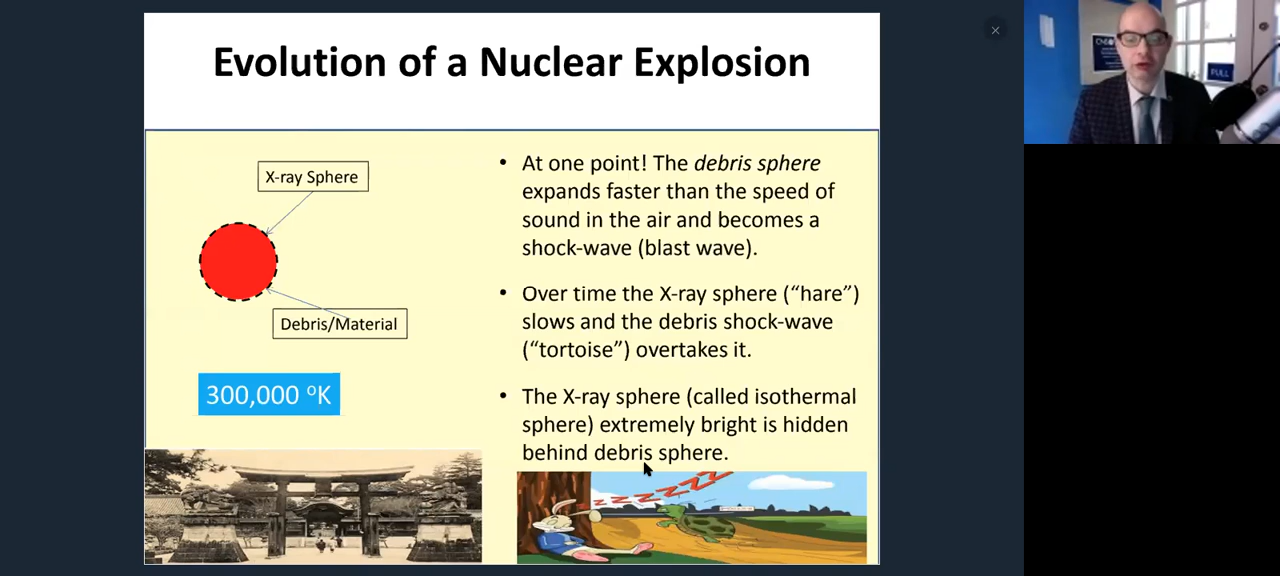 Evolution of a Nuclear Explosion
X-ray Sphere
Debris/Material
300,000 ºK
• At one point! The debris sphere
expands faster than the speed of
sound in the air and becomes a
shock-wave (blast wave).
• Over time the X-ray sphere (“hare”)
slows and the debris shock-wave
(“tortoise”) overtakes it.
• The X-ray sphere (called isothermal
sphere) extremely bright is hidden
behind debris sphere.
ZZZZZZZZ
PULL